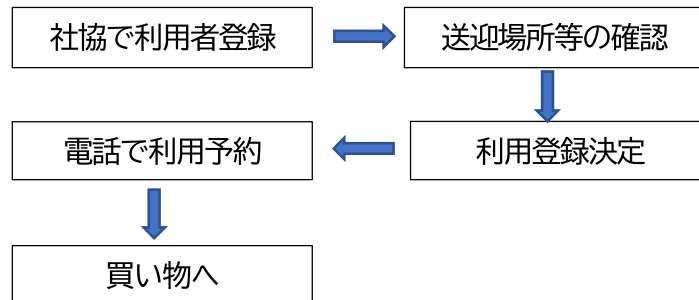 社協で利用者登録
送迎場所等の確認
利用登録決定
電話で利用予約
買い物へ